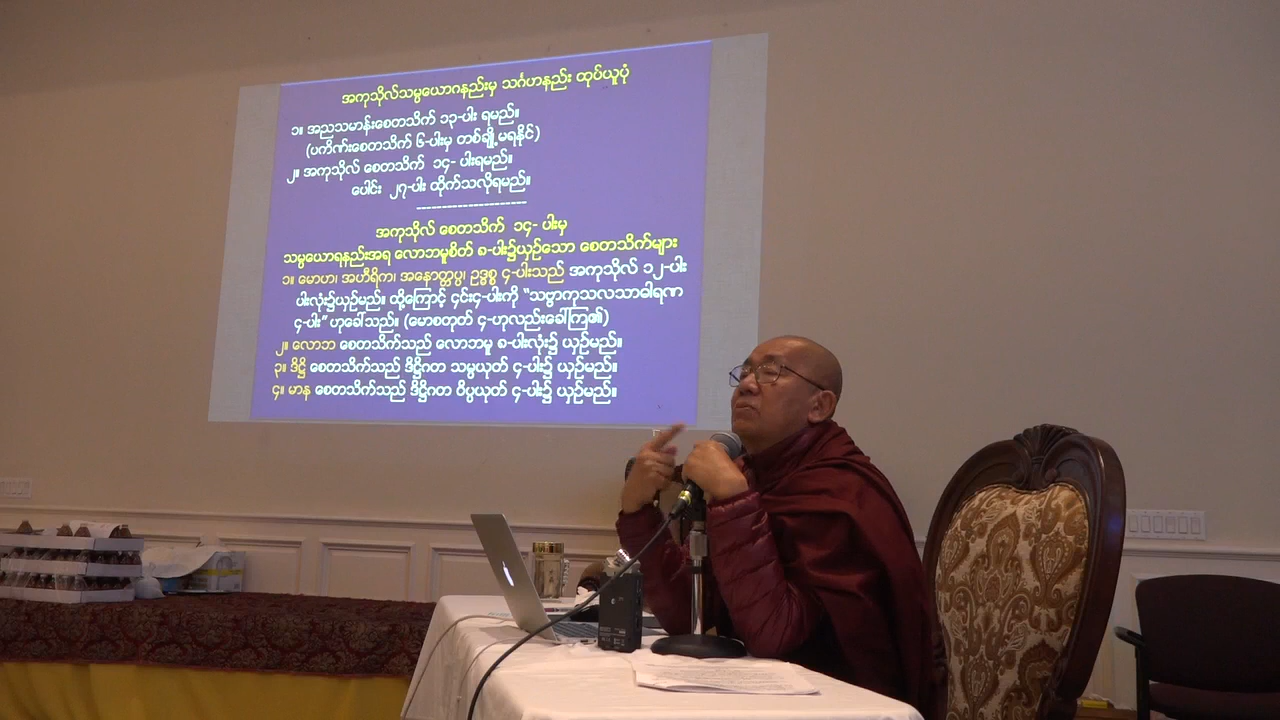 အကုသိုလ်သမ္ပယောဂနည်းမှ သင်္ဂဟနည်း ထုပ်ယူပုံ
၁။ အညသမာန်းစေတသိက် ၁၃-ပါး ရမည်။
(ပကိဏ်းစေတသိက် ၆-ပါးမှ တစ်ချို့မရနိုင်)
၂။ အကုသိုလ် စေတသိက် ၁၄- ပါးရမည်။
ပေါင်း ၂၇-ပါး ထိုက်သလိုရမည်။
---------------------
အကုသိုလ် စေတသိက် ၁၄- ပါးမှ
သမ္ပယောရနည်းအရ လောဘမူစိတ် ၈-ပါး၌ယှဉ်သော စေတသိက်များ
၁။ မောဟ၊ အဟိရိက၊ အနောတ္တပ္ပ၊ ဥဒ္ဓစ္စ ၄-ပါးသည် အကုသိုလ် ၁၂-ပါး
ပါးလုံး၌ယှဉ်မည်။ ထို့ကြောင့် ၄င်း၄-ပါးကို “သဗ္ဗာကုသလသာဓါရဏ
၄-ပါး” ဟုခေါ်သည်။ (မောစတုတ် ၄-ဟုလည်းခေါ်ကြ၏)
၂။ လောဘ စေတသိက်သည် လောဘမူ ၈-ပါးလုံး၌ ယှဉ်မည်။
၃။ ဒိဋ္ဌိ စေတသိက်သည် ဒိဋ္ဌိဂတ သမ္ပယုတ် ၄-ပါး၌ ယှဉ်မည်။
၄။ မာန စေတသိက်သည် ဒိဋ္ဌိဂတ ဝိပ္ပယုတ် ၄-ပါး၌ ယှဉ်မည်။